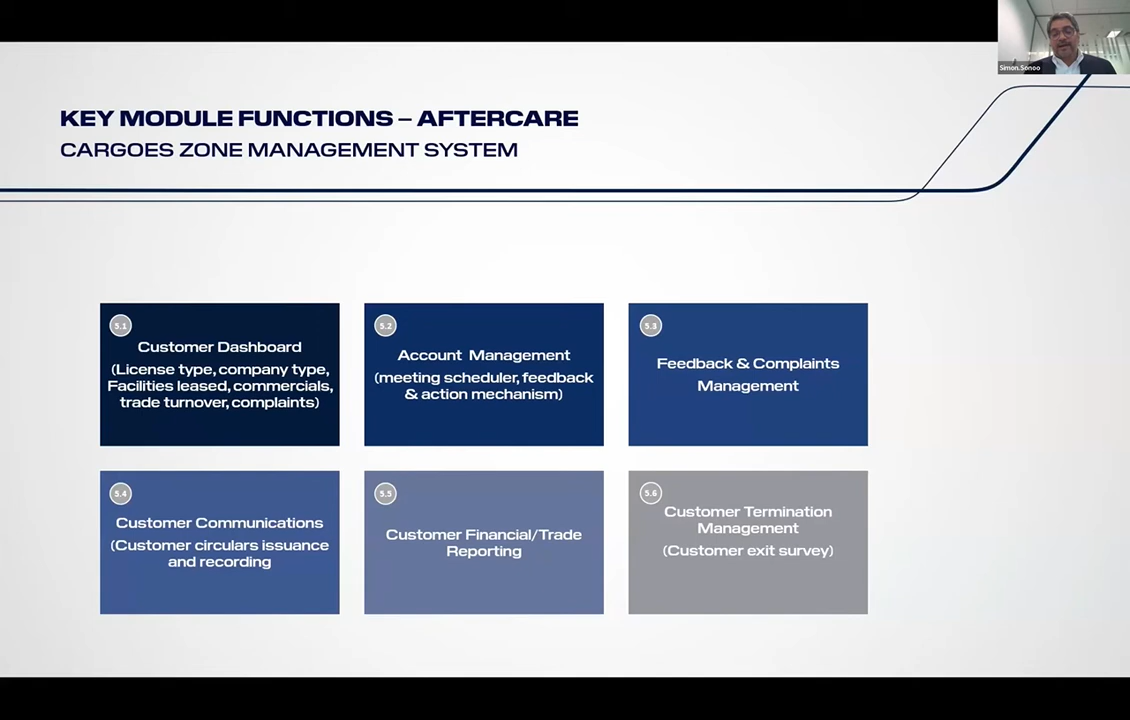 Simon.Sonoo
KEY MODULE FUNCTIONS – AFTERCARE
CARGOES ZONE MANAGEMENT SYSTEM
5.1
Customer Dashboard
(License type, company type,
Facilities leased, commercials,
trade turnover, complaints)
5.2
Account Management
(meeting scheduler, feedback
& action mechanism)
5.3
Feedback & Complaints
Management
5.4
Customer Communications
(Customer circulars issuance
and recording
5.5
Customer Financial/Trade
Reporting
5.6
Customer Termination
Management
(Customer exit survey)